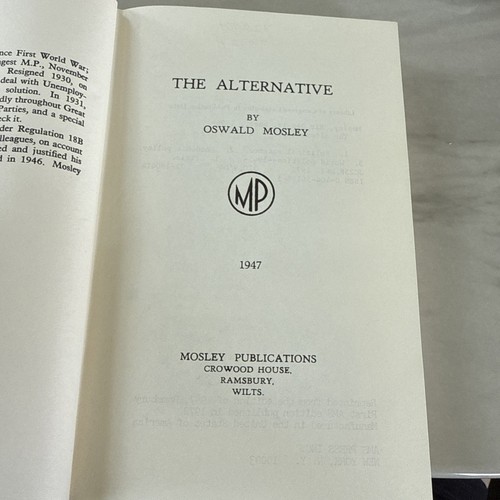 nce First World War;
gest M.P., November
Resigned 1930, on
deal with Unemploy-
solution. In 1931,
dly throughout Great
Parties, and a special
eck it.
der Regulation 18B
olleagues, on account
ed and justified his
d in 1946. Mosley
THE ALTERNATIVE
BY
OSWALD MOSLEY
MP
1947
MOSLEY PUBLICATIONS
CROWOOD HOUSE,
RAMSBURY,
WILTS.